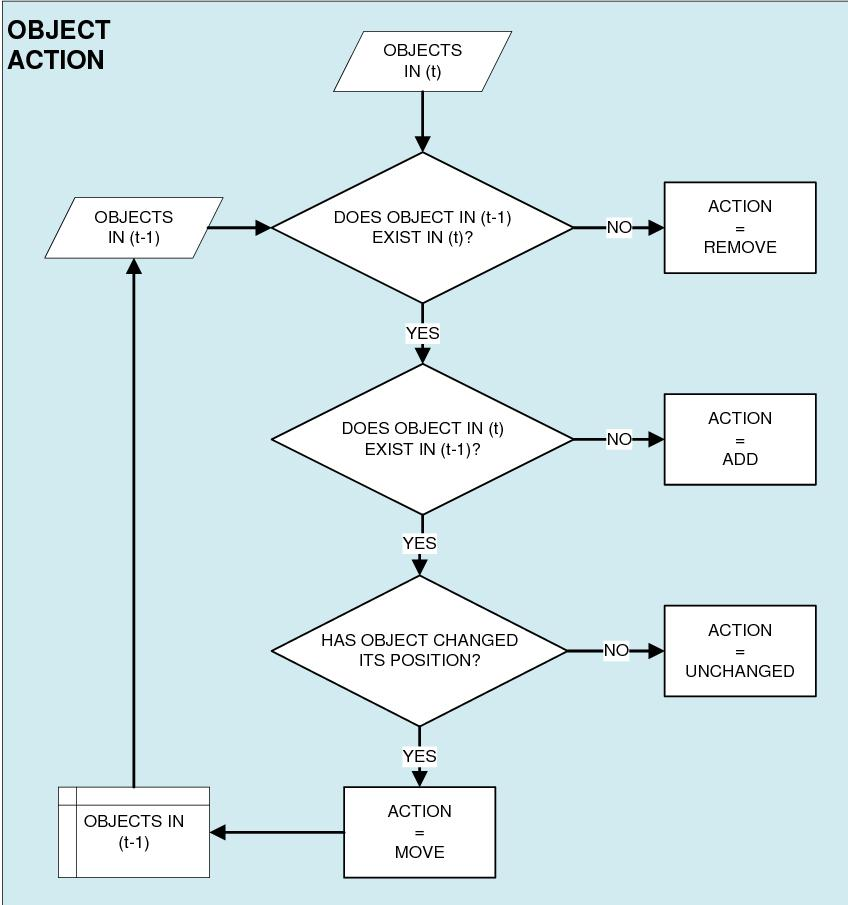 OBJECT
ACTION
OBJECTS
IN (t)
OBJECTS
IN (t-1)
DOES OBJECT IN (t-1)
EXIST IN (t)?
NO
ACTION
=
REMOVE
YES
DOES OBJECT IN (t)
EXIST IN (t-1)?
NO
ACTION
=
ADD
YES
HAS OBJECT CHANGED
ITS POSITION?
NO
ACTION
=
UNCHANGED
YES
OBJECTS IN
(t-1)
ACTION
=
MOVE